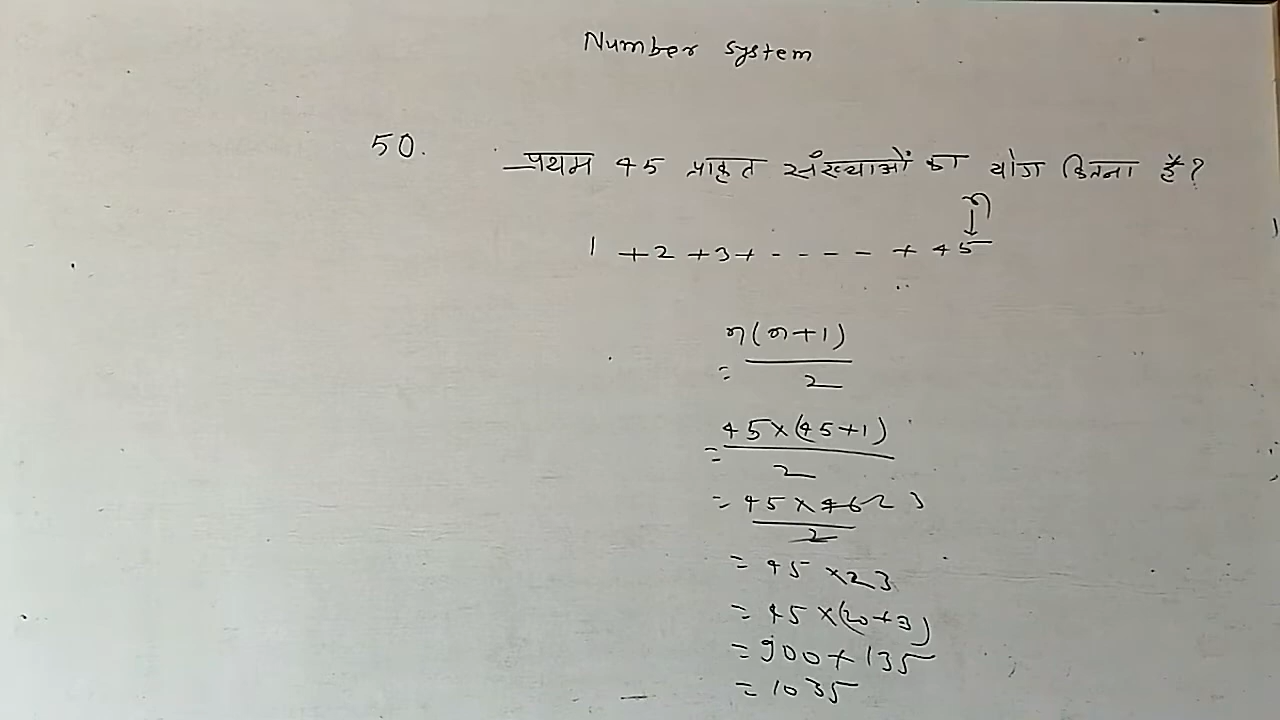 Number system
50. प्रथम 45 प्राकृत संख्याओं का योग कितना है?
n
↓
1 + 2 + 3 + - - - - + 45
= n(n+1)/2
= 45×(45+1)/2
= 45×46 23/2
= 45 × 23
= 45 × (20+3)
= 900 + 135
= 1035